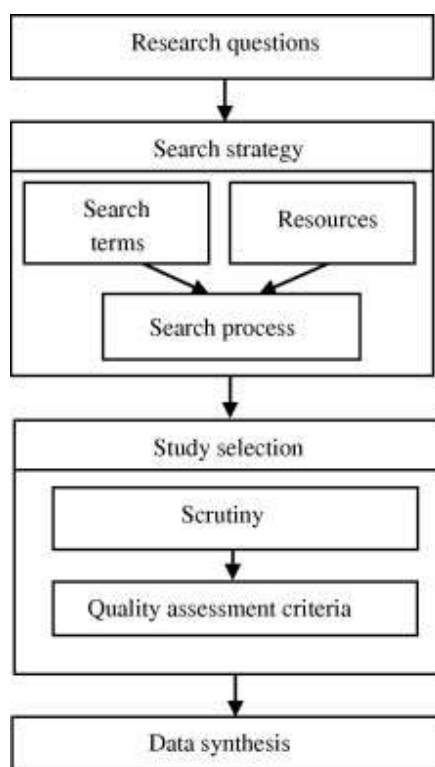 Research questions
Search strategy
Search
terms
Resources
Search process
Study selection
Scrutiny
Quality assessment criteria
Data synthesis